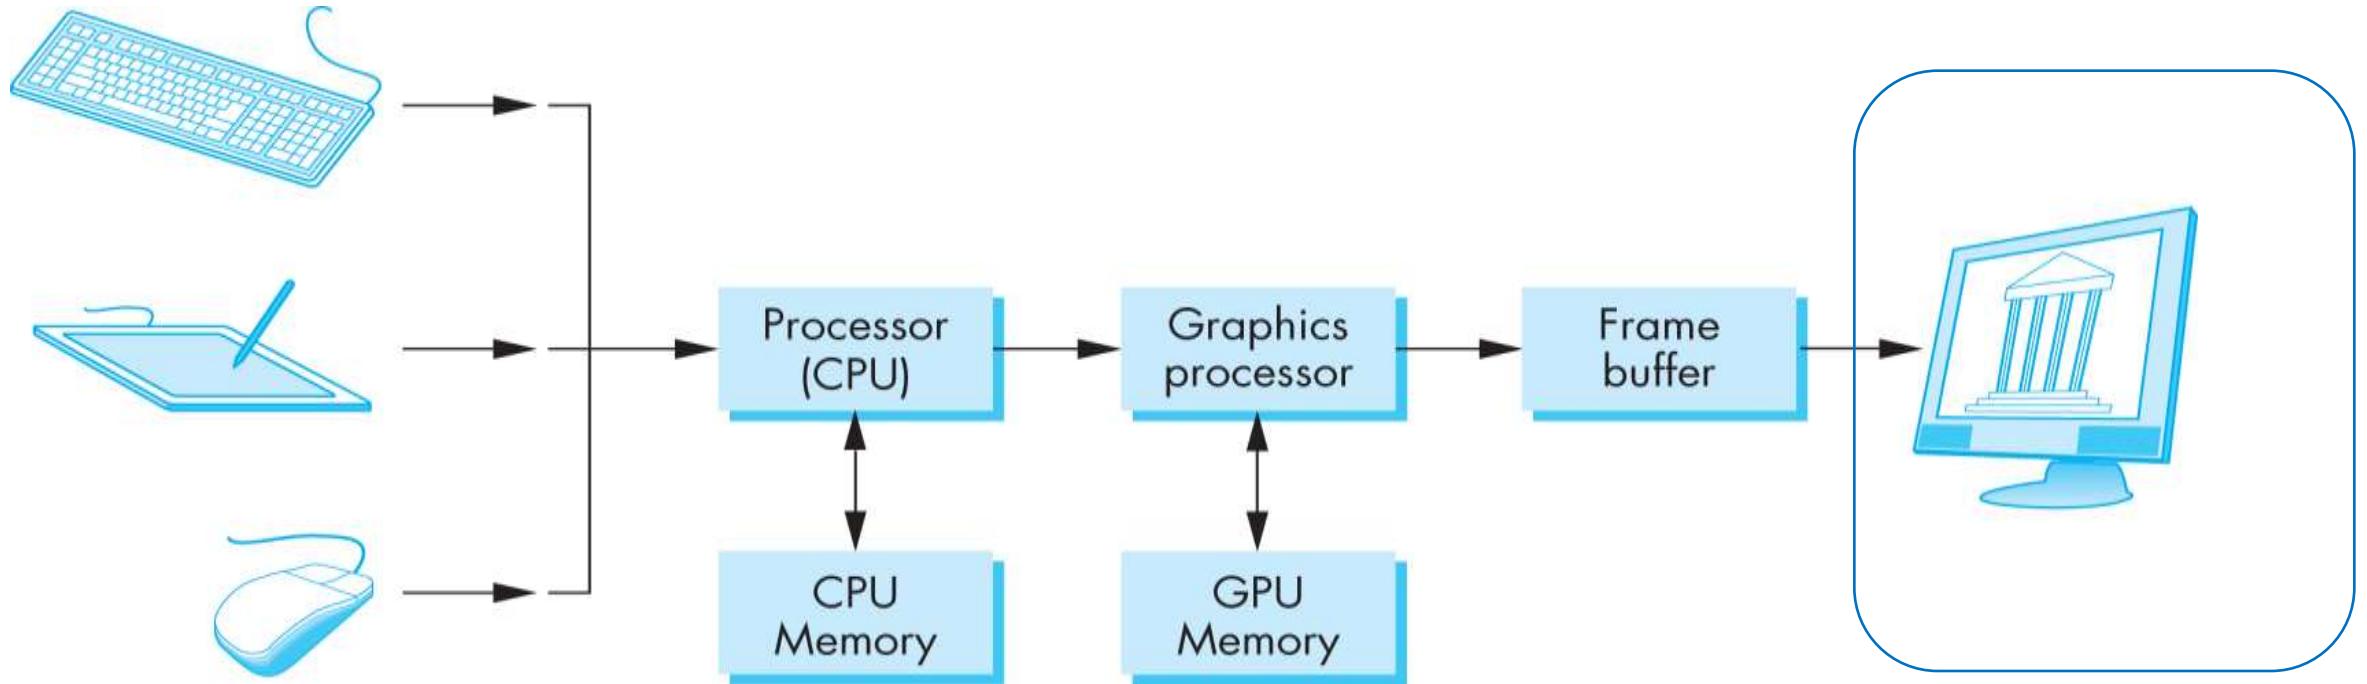 Processor
(CPU)
Graphics
processor
Frame
buffer
CPU
Memory
GPU
Memory